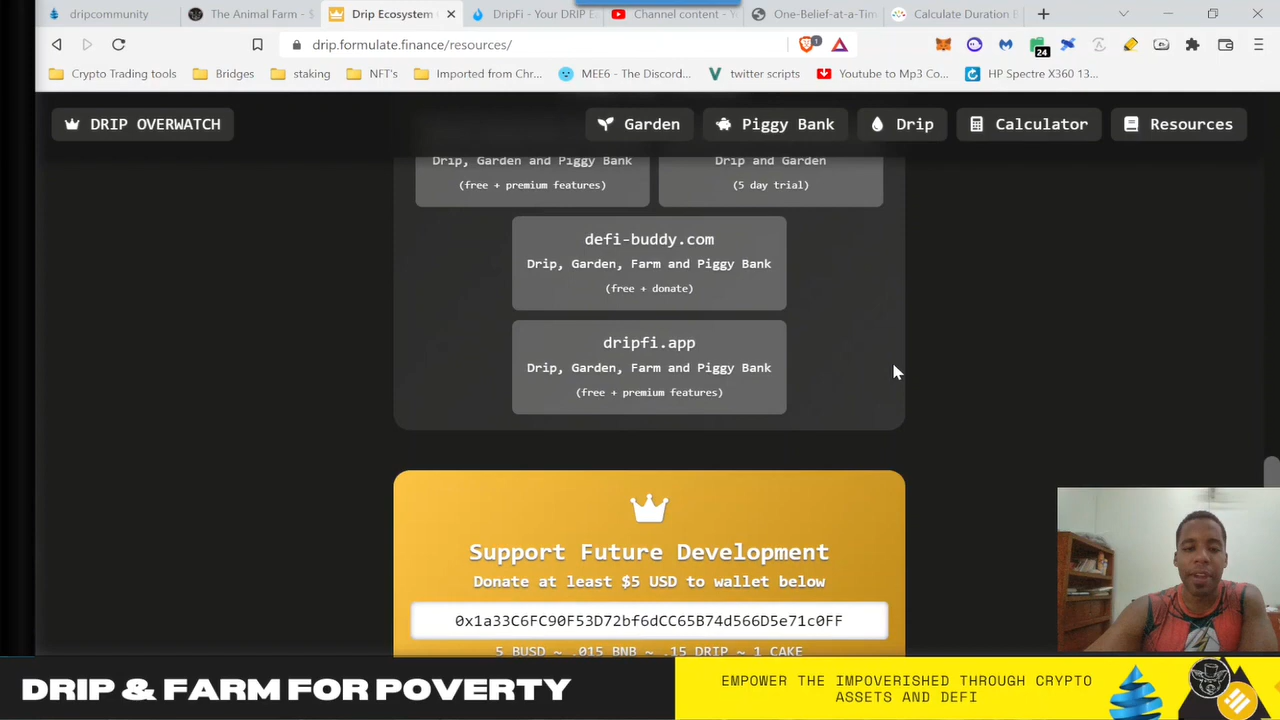 dripcommunity
The Animal Farm - $
Drip Ecosystem
DripFi - Your DRIP E
Channel content - Y
One-Belief-at-a-Tim
Calculate Duration B
drip.formulate.finance/resources/
1
24
Crypto Trading tools
Bridges
staking
NFT's
Imported from Chr...
MEE6 - The Discord...
twitter scripts
Youtube to Mp3 Co...
HP Spectre X360 13...
DRIP OVERWATCH
Garden
Piggy Bank
Drip
Calculator
Resources
Drip, Garden and Piggy Bank
(free + premium features)
Drip and Garden
(5 day trial)
defi-buddy.com
Drip, Garden, Farm and Piggy Bank
(free + donate)
dripfi.app
Drip, Garden, Farm and Piggy Bank
(free + premium features)
Support Future Development
Donate at least $5 USD to wallet below
0x1a33C6FC90F53D72bf6dCC65B74d566D5e71c0FF
5 BUSD ~ .015 BNB ~ .15 DRIP ~ 1 CAKE
DRIP & FARM FOR POVERTY
EMPOWER THE IMPOVERISHED THROUGH CRYPTO
ASSETS AND DEFI